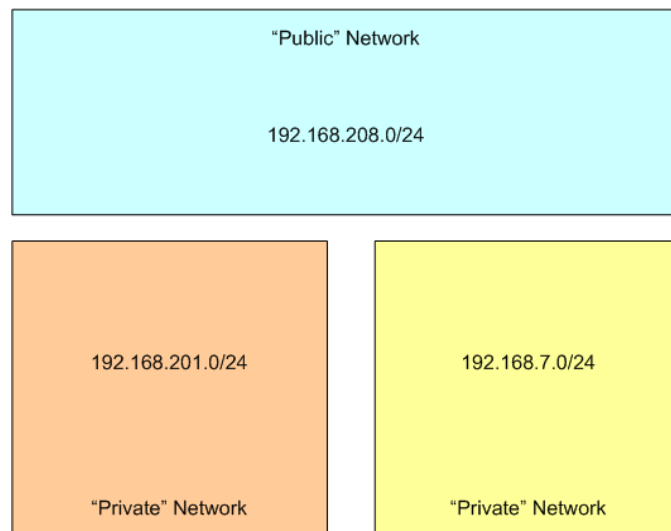 “Public” Network
192.168.208.0/24
192.168.201.0/24
192.168.7.0/24
“Private” Network
“Private” Network